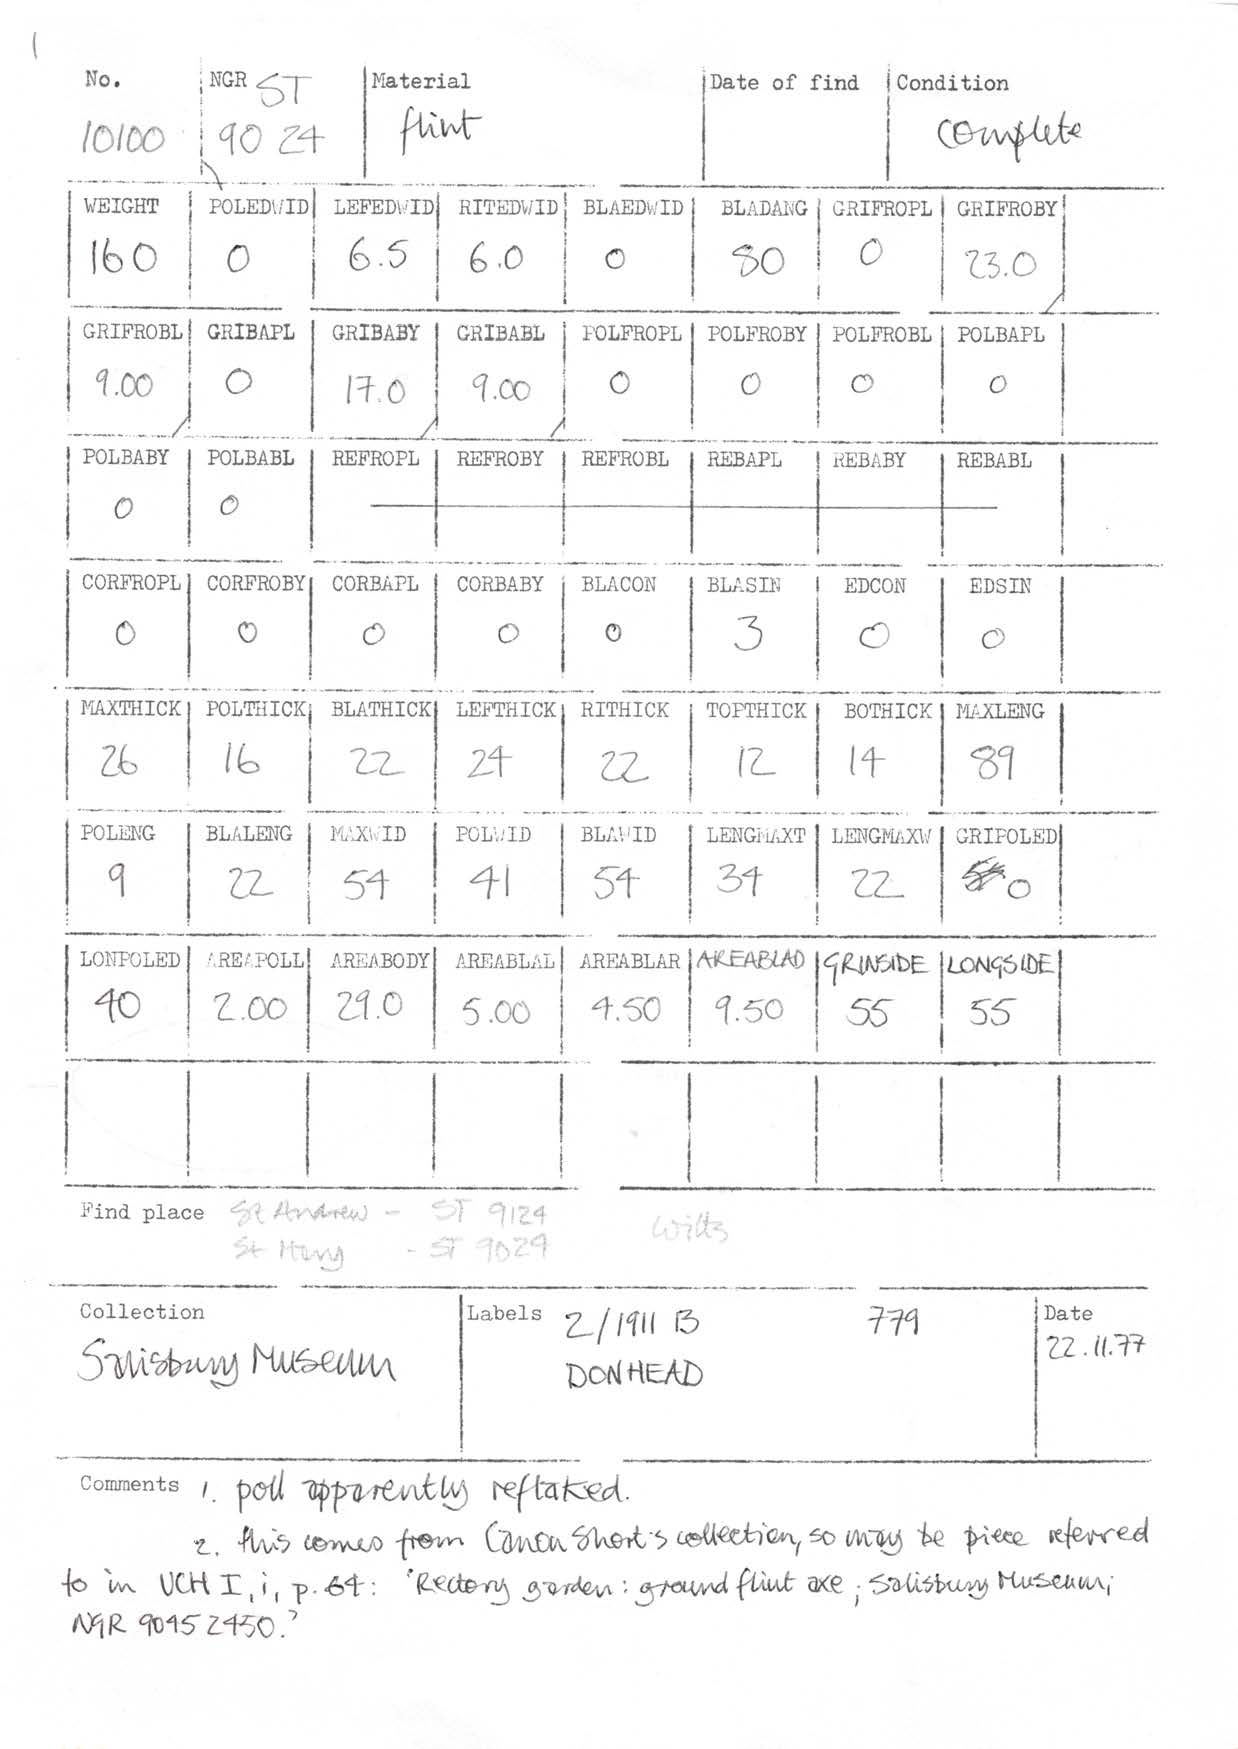 1
No. NGR ST Material Date of find Condition
10100 90 24 flint complete
WEIGHT POLEDWID LEFEDWID RITEDWID BLAEDWID BLADANG GRIFROPL GRIFROBY
160 0 6.5 6.0 0 80 0 23.0
GRIFROBL GRIBAPL GRIBABY GRIBABL POLFROPL POLFROBY POLFROBL POLBAPL
9.00 0 17.0 9.00 0 0 0 0
POLBABY POLBABL REFROPL REFROBY REFROBL REBAPL REBABY REBABL
0 0
CORFROPL CORFROBY CORBAPL CORBABY BLACON BLASIN EDCON EDSIN
0 0 0 0 0 3 0 0
MAXTHICK POLTHICK BLATHICK LEFTHICK RITHICK TOPTHICK BOTHICK MAXLENG
26 16 22 24 22 12 14 89
POLENG BLALENG MAXWID POLWID BLAWID LENGMAXT LENGMAXW GRIPOLED
9 22 54 41 54 34 22 0
LONPOLED AREAPOLL AREABODY AREABLAL AREABLAR AREABLAD GRINSIDE LONGSIDE
40 2.00 29.0 5.00 4.50 9.50 55 55
Find place St Andrew - ST 9124 Wilts
St Mary - ST 9029
Collection Labels 2/1911 B 779 Date
Salisbury Museum DONHEAD 22.11.77
Comments 1. poll apparently reflaked.
2. this comes from Canon Short's collection, so may be piece referred
to in VCH I, i, p. 64: 'Rectory garden: ground flint axe; Salisbury Museum;
NGR 9045 2450.'